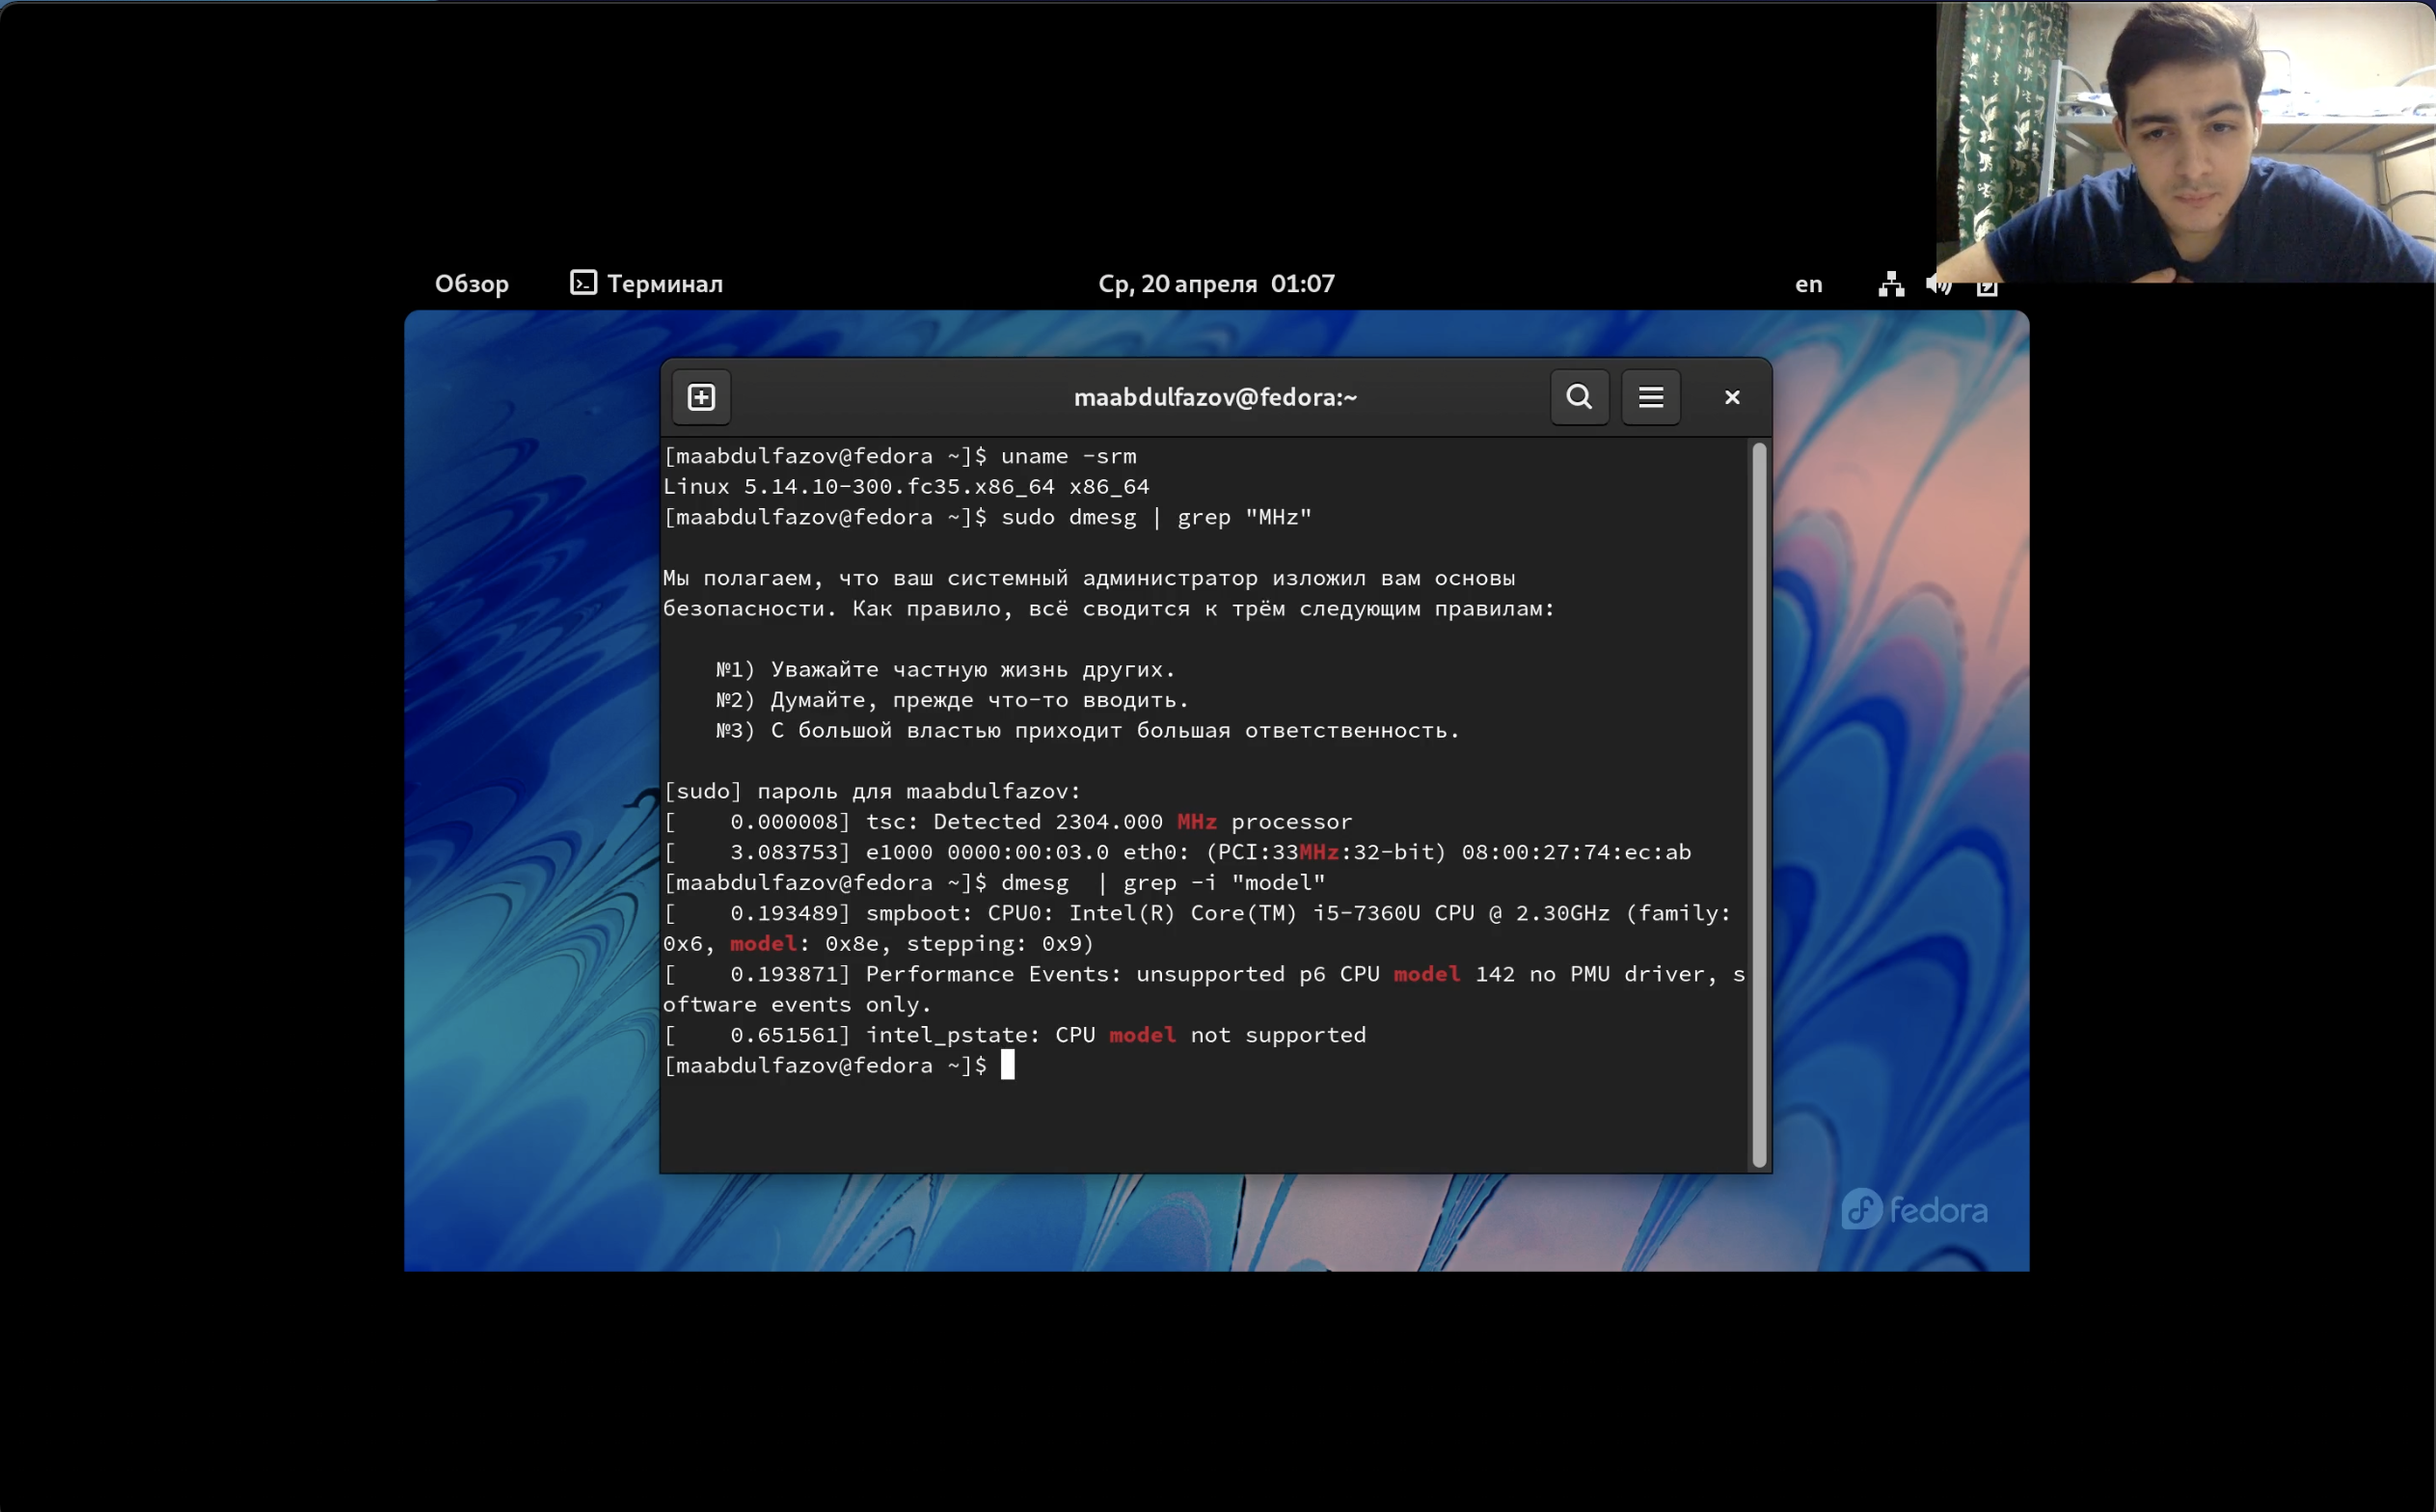 Обзор Терминал Ср, 20 апреля 01:07 en
maabdulfazov@fedora:~
[maabdulfazov@fedora ~]$ uname -srm
Linux 5.14.10-300.fc35.x86_64 x86_64
[maabdulfazov@fedora ~]$ sudo dmesg | grep "MHz"
Мы полагаем, что ваш системный администратор изложил вам основы
безопасности. Как правило, всё сводится к трём следующим правилам:
№1) Уважайте частную жизнь других.
№2) Думайте, прежде что-то вводить.
№3) С большой властью приходит большая ответственность.
[sudo] пароль для maabdulfazov:
[    0.000008] tsc: Detected 2304.000 MHz processor
[    3.083753] e1000 0000:00:03.0 eth0: (PCI:33MHz:32-bit) 08:00:27:74:ec:ab
[maabdulfazov@fedora ~]$ dmesg  | grep -i "model"
[    0.193489] smpboot: CPU0: Intel(R) Core(TM) i5-7360U CPU @ 2.30GHz (family:
0x6, model: 0x8e, stepping: 0x9)
[    0.193871] Performance Events: unsupported p6 CPU model 142 no PMU driver, s
oftware events only.
[    0.651561] intel_pstate: CPU model not supported
[maabdulfazov@fedora ~]$
fedora